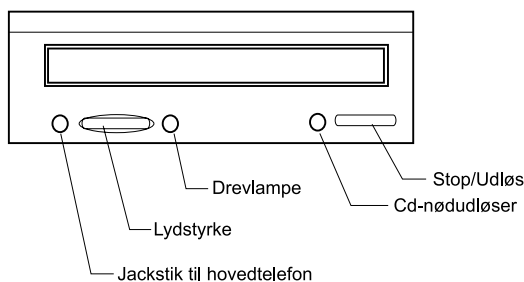 Stop/Udløs
Drevlampe
Cd-nødudløser
Lydstyrke
Jackstik til hovedtelefon